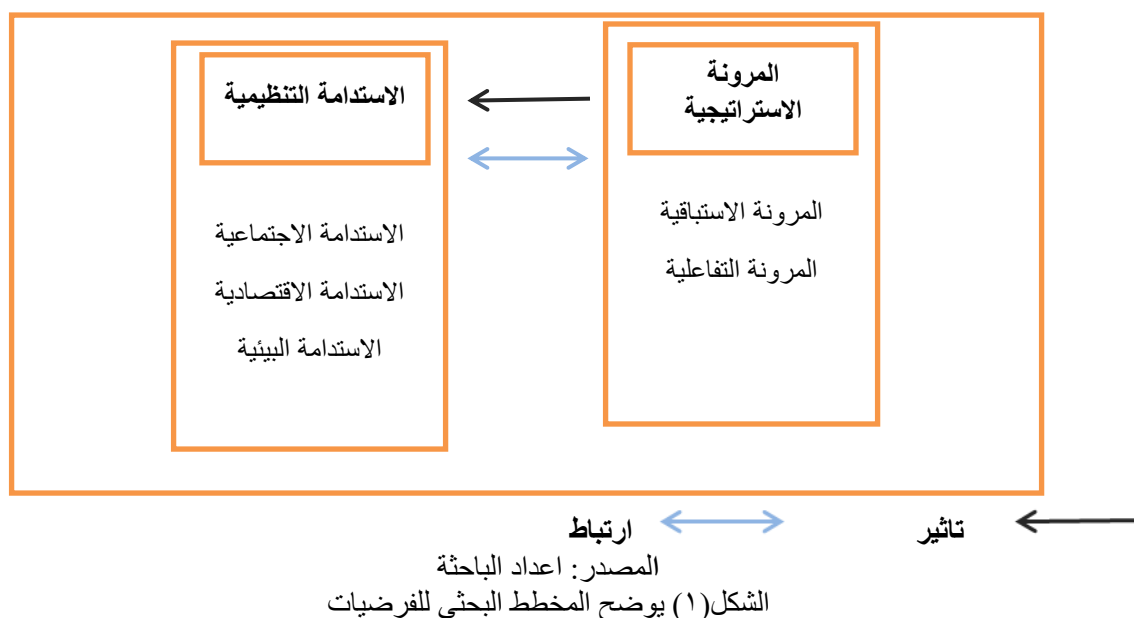 المرونة
الاستراتيجية
المرونة الاستباقية
المرونة التفاعلية
الاستدامة التنظيمية
الاستدامة الاجتماعية
الاستدامة الاقتصادية
الاستدامة البيئية
تاثير
ارتباط
المصدر: اعداد الباحثة
الشكل(١) يوضح المخطط البحثي للفرضيات